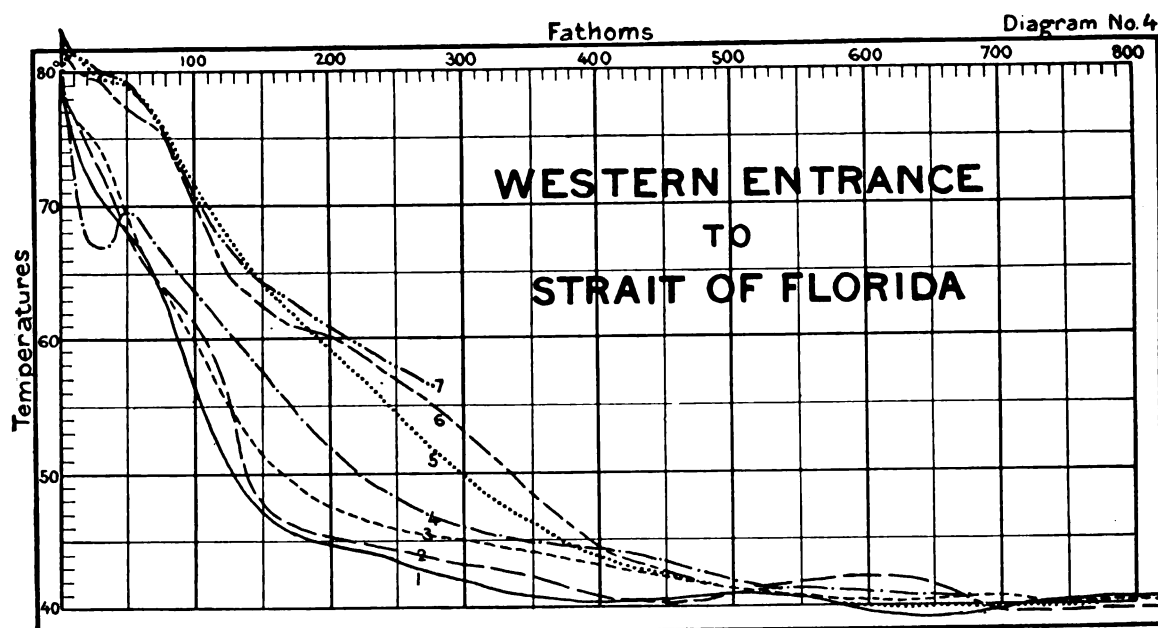 Diagram No. 4
Fathoms
0 100 200 300 400 500 600 700 800
80
70
60
50
40
Temperatures
WESTERN ENTRANCE
TO
STRAIT OF FLORIDA
7
6
5
4
3
2
1